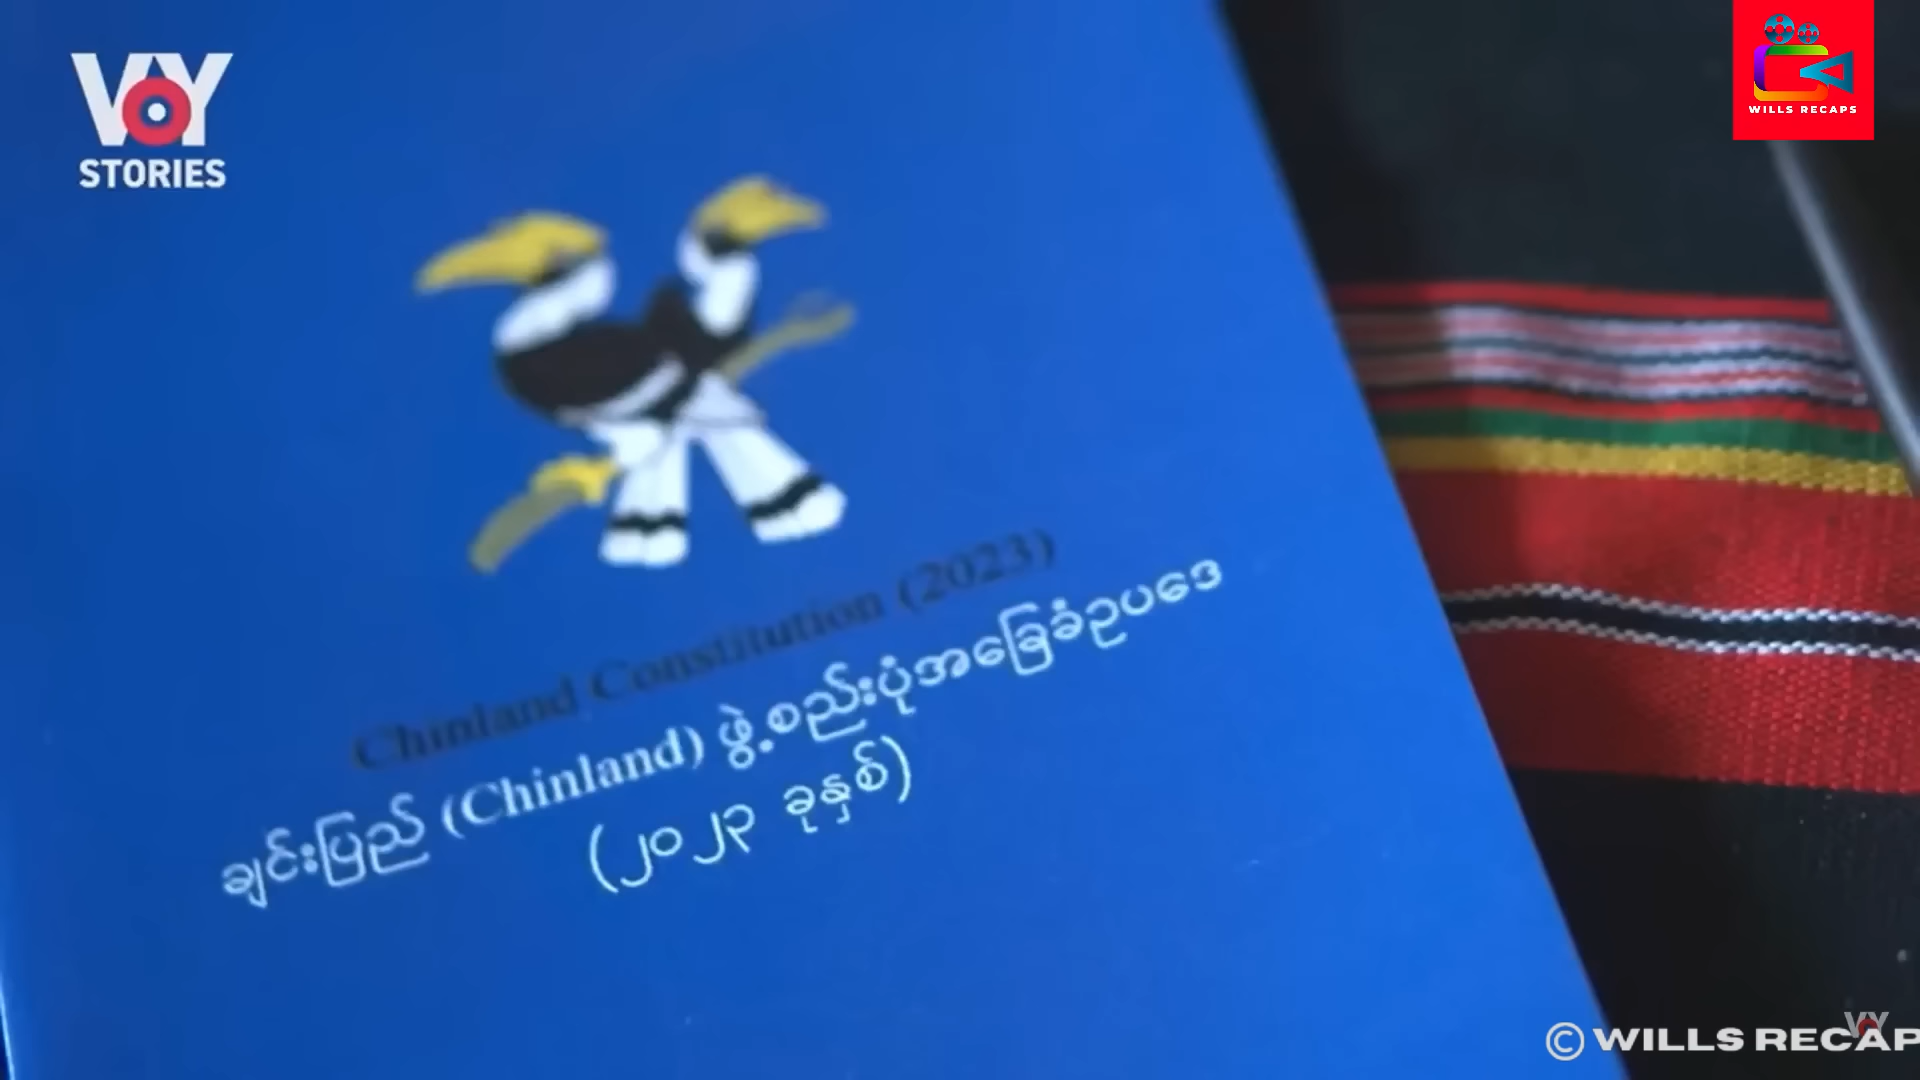 VOY
STORIES
WILLS RECAPS
Chinland Constitution (2023)
ချင်းပြည် (Chinland) ဖွဲ့စည်းပုံအခြေခံဥပဒေ
(၂၀၂၃ ခုနှစ်)
VOY
© WILLS RECAP